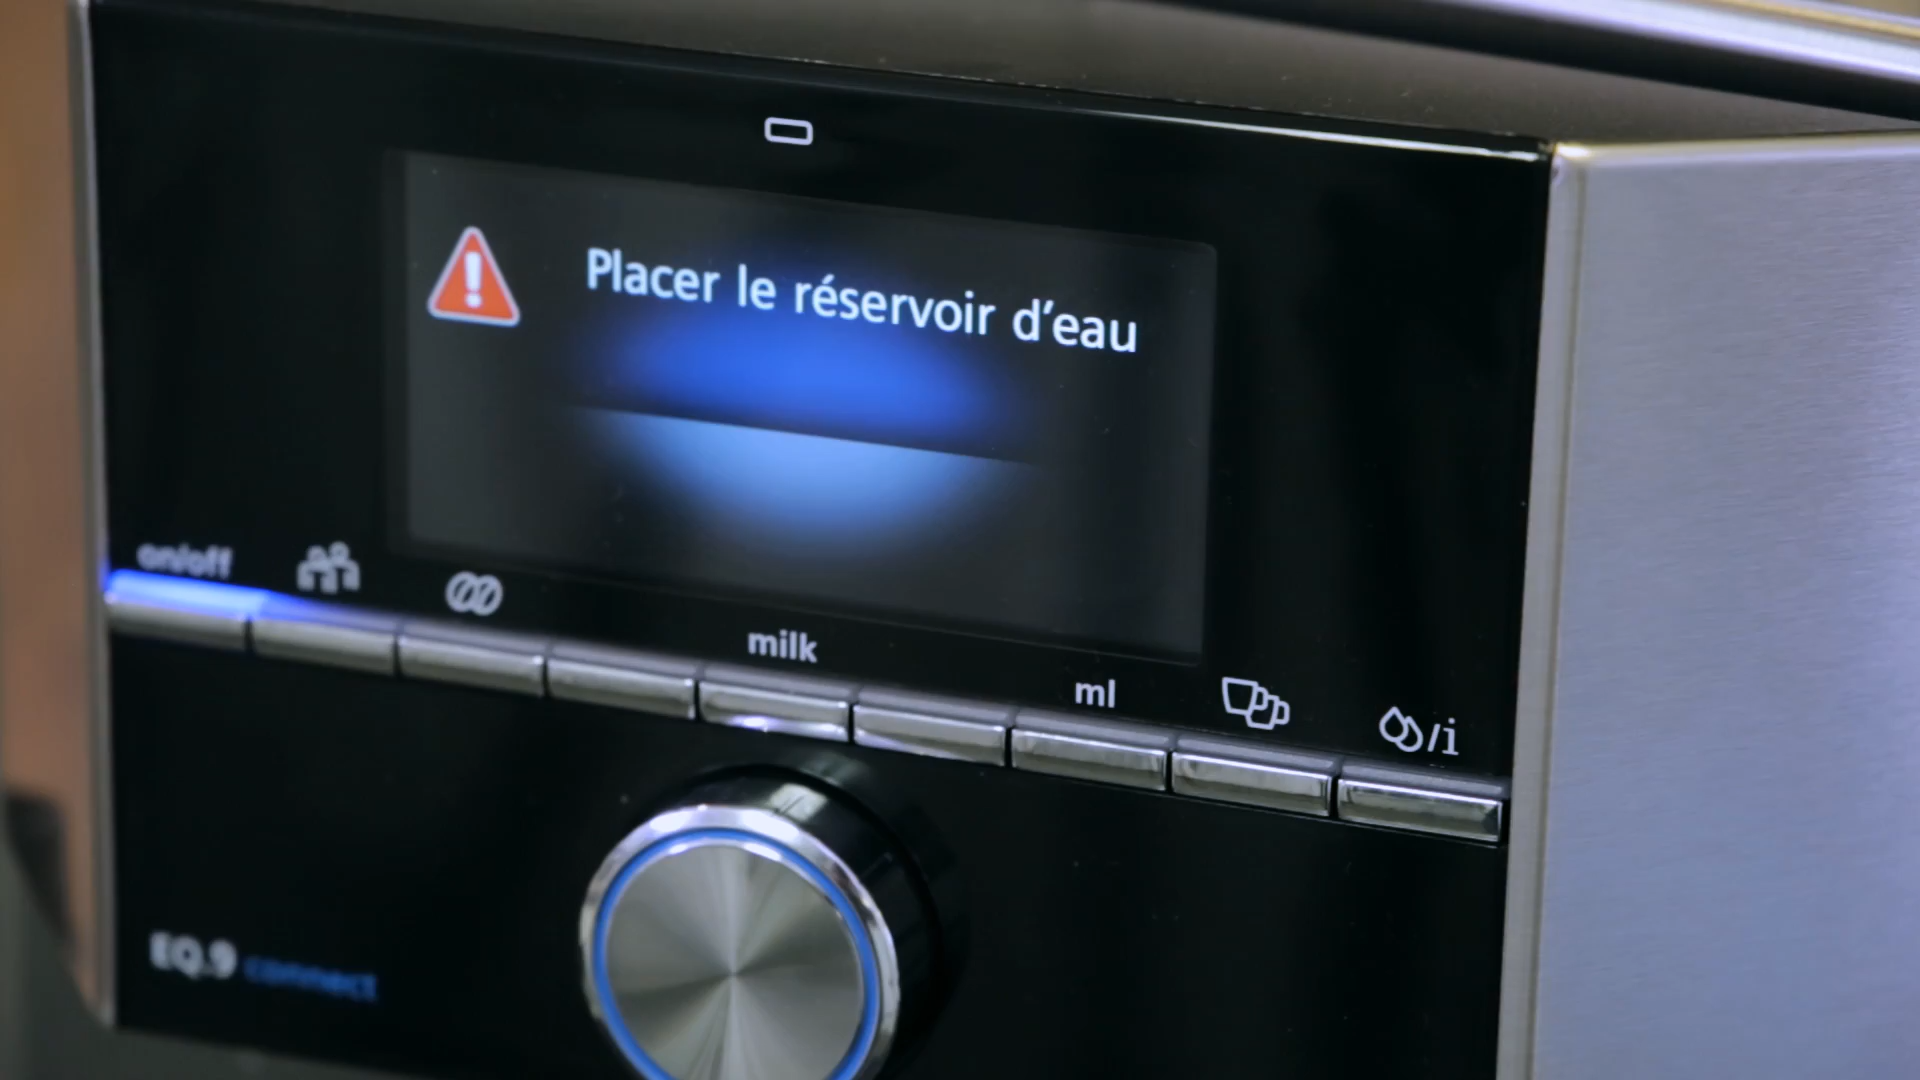 Placer le réservoir d'eau
on/off
milk
ml
/i
EQ.9 connect